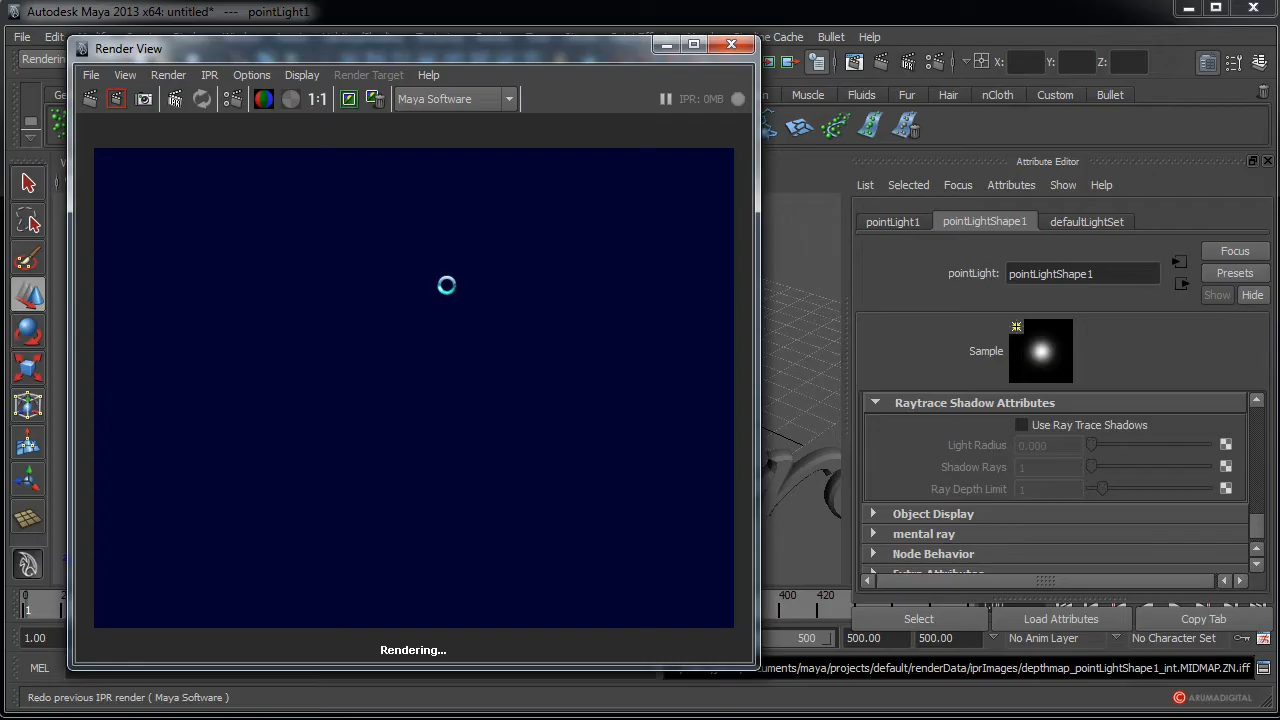 Autodesk Maya 2013 x64: untitled* --- pointLight1
File Edit Cache Bullet Help
Render View
File View Render IPR Options Display Render Target Help
Rendering X: Y: Z:
Maya Software IPR: 0MB
1:1
Muscle Fluids Fur Hair nCloth Custom Bullet
Attribute Editor
List Selected Focus Attributes Show Help
pointLight1 pointLightShape1 defaultLightSet
Focus
pointLight: pointLightShape1 Presets
Show Hide
Sample
Raytrace Shadow Attributes
Use Ray Trace Shadows
Light Radius 0.000
Shadow Rays 1
Ray Depth Limit 1
Object Display
mental ray
Node Behavior
Extra Attributes
0 400 420
1
Select Load Attributes Copy Tab
1.00 500 500.00 500.00 No Anim Layer No Character Set
Rendering...
MEL uments/maya/projects/default/renderData/iprImages/depthmap_pointLightShape1_int.MIDMAP.ZN.iff
Redo previous IPR render ( Maya Software )
ARUMADIGITAL